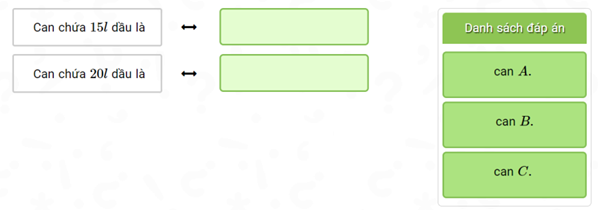 Can chứa 15l dầu là
Can chứa 20l dầu là
Danh sách đáp án
can A.
can B.
can C.